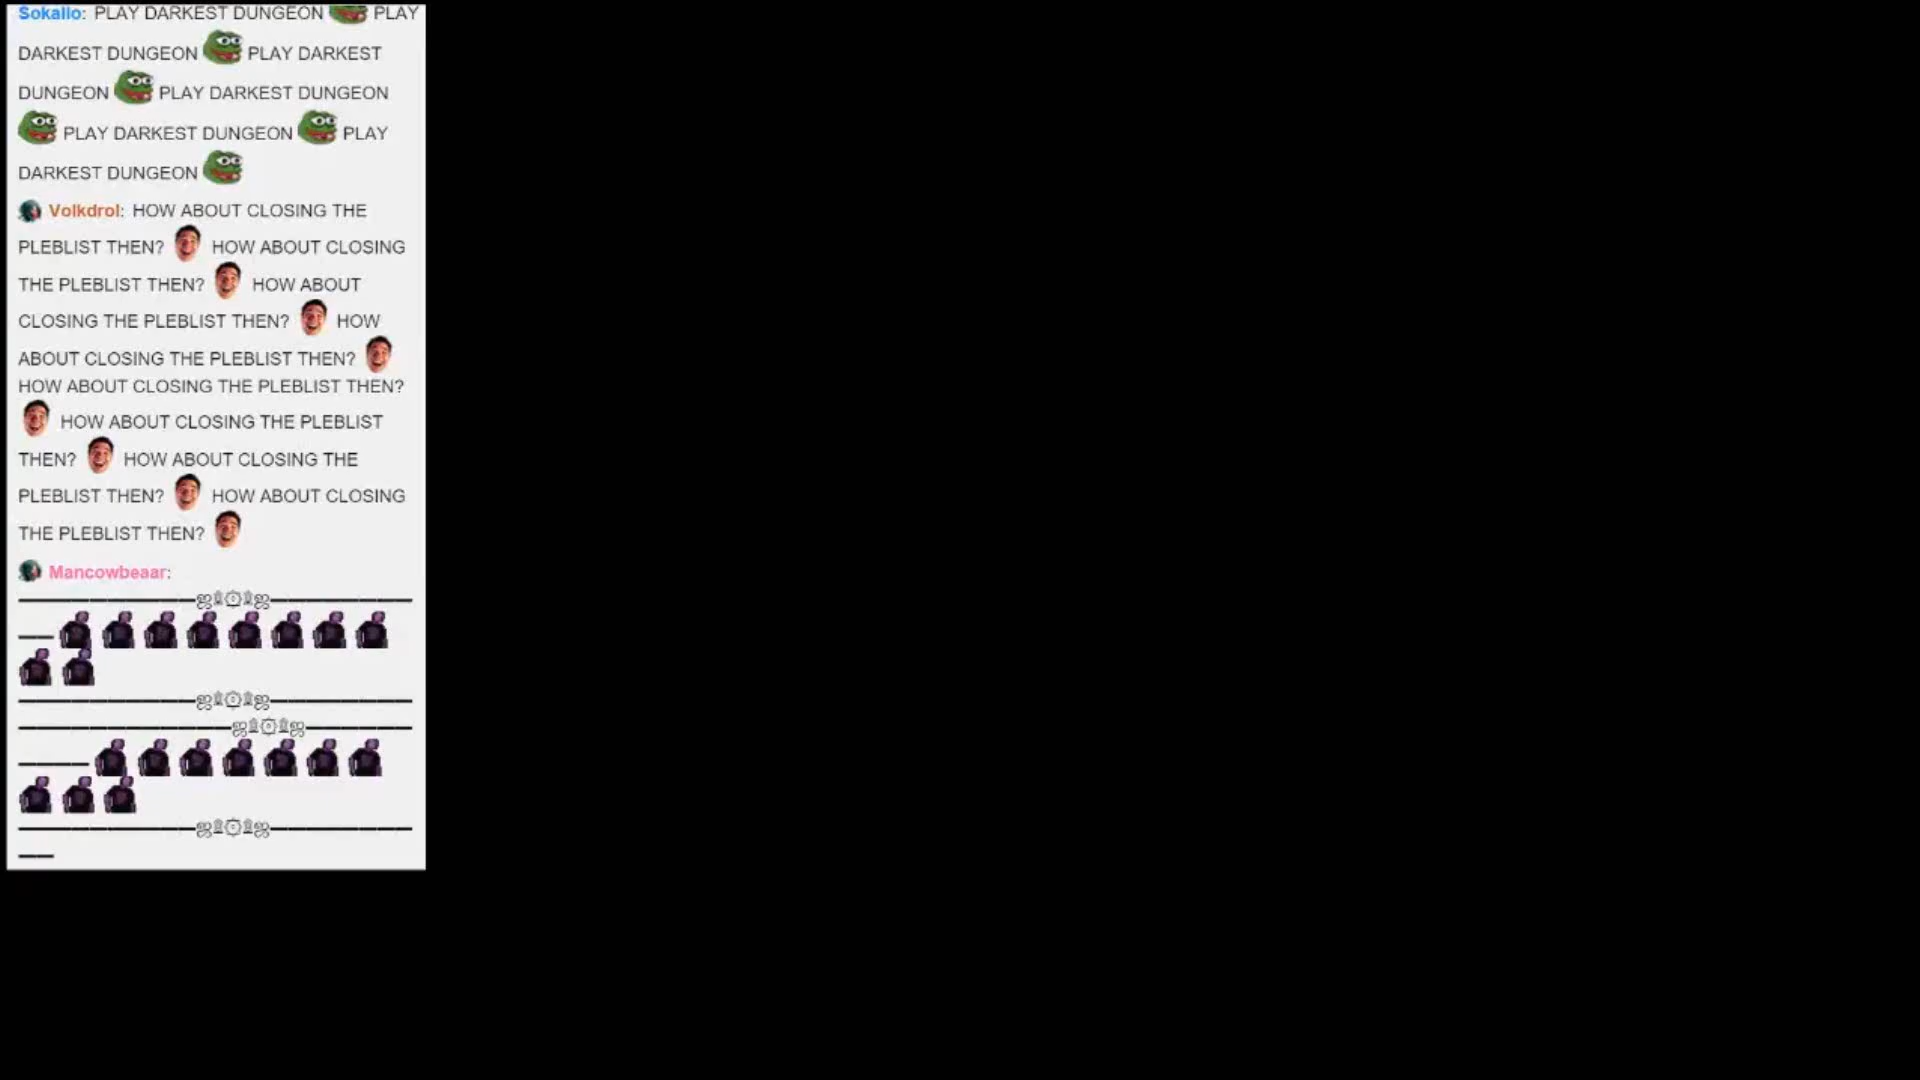 Sokallo: PLAY DARKEST DUNGEON PLAY
DARKEST DUNGEON PLAY DARKEST
DUNGEON PLAY DARKEST DUNGEON
PLAY DARKEST DUNGEON PLAY
DARKEST DUNGEON
Volkdrol: HOW ABOUT CLOSING THE
PLEBLIST THEN? HOW ABOUT CLOSING
THE PLEBLIST THEN? HOW ABOUT
CLOSING THE PLEBLIST THEN? HOW
ABOUT CLOSING THE PLEBLIST THEN?
HOW ABOUT CLOSING THE PLEBLIST THEN?
HOW ABOUT CLOSING THE PLEBLIST
THEN? HOW ABOUT CLOSING THE
PLEBLIST THEN? HOW ABOUT CLOSING
THE PLEBLIST THEN?
Mancowbeaar: